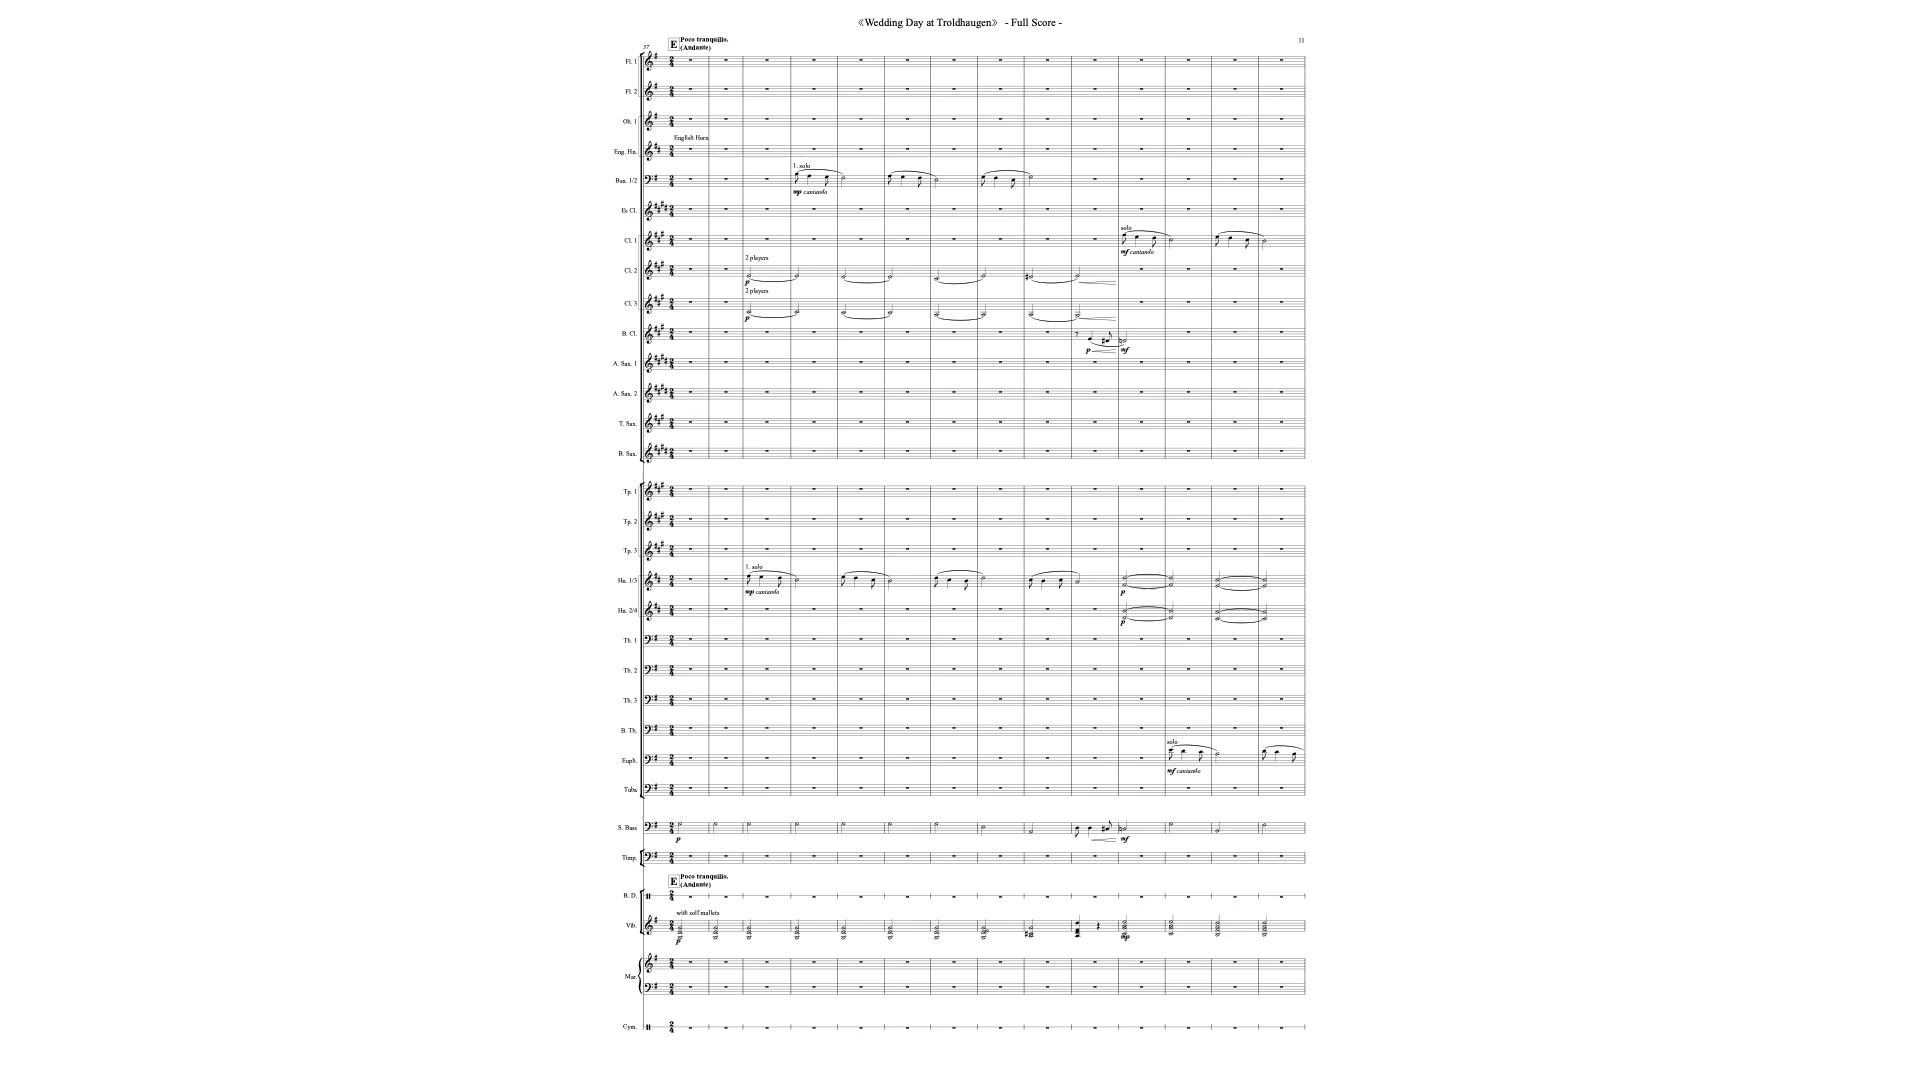 《Wedding Day at Troldhaugen》 - Full Score -
11
57
E Poco tranquillo.
(Andante)
Fl. 1
Fl. 2
Ob. 1
English Horn
Eng. Hn.
1. solo
Bsn. 1/2
mp cantando
E♭ Cl.
solo
Cl. 1
mf cantando
2 players
Cl. 2
p
2 players
Cl. 3
p
B. Cl.
p mf
A. Sax. 1
A. Sax. 2
T. Sax.
B. Sax.
Tp. 1
Tp. 2
Tp. 3
1. solo
Hn. 1/3
mp cantando p
Hn. 2/4
p
Tb. 1
Tb. 2
Tb. 3
B. Tb.
solo
Euph.
mf cantando
Tuba
S. Bass
p mf
Timp.
E Poco tranquillo.
(Andante)
B. D.
with soft mallets
Vib.
p mp
Mar.
Cym.